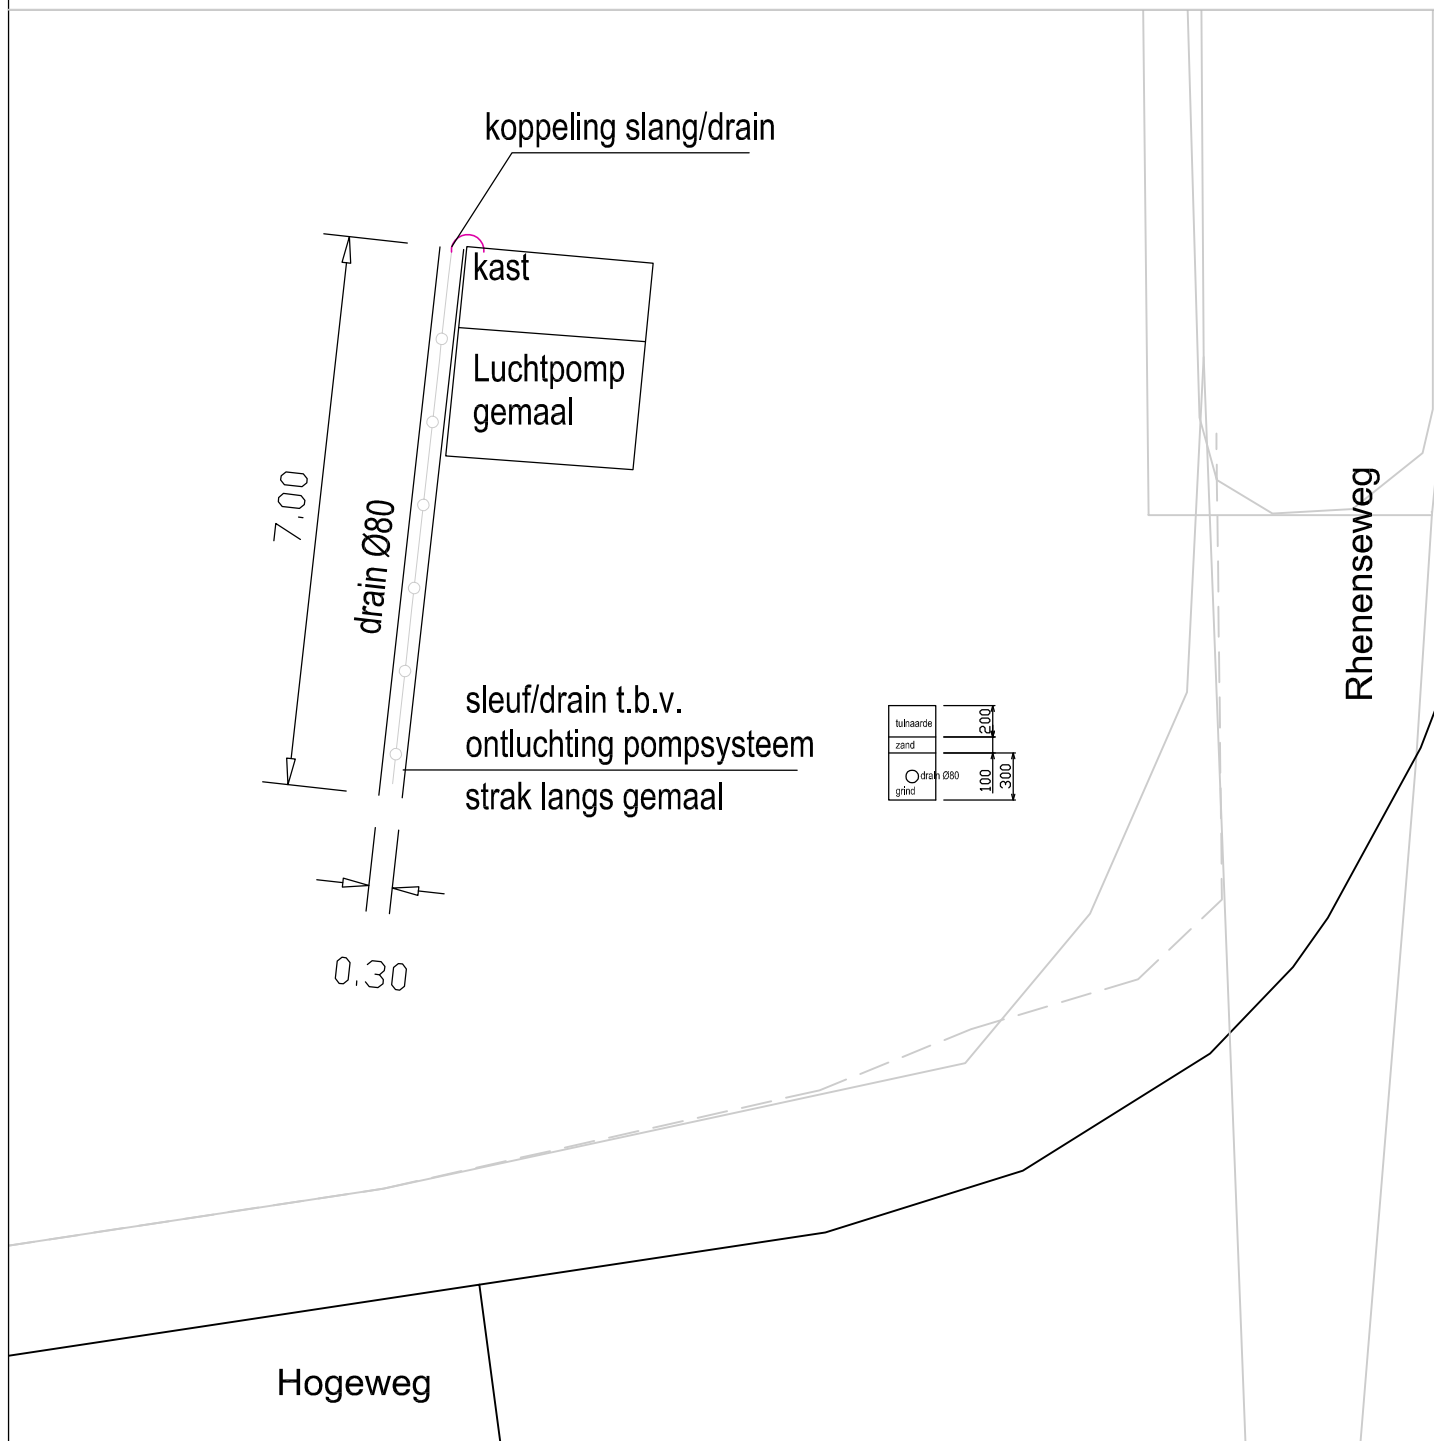 koppeling slang/drain
kast
Luchtpomp
gemaal
7.00
drain Ø80
sleuf/drain t.b.v.
ontluchting pompsysteem
strak langs gemaal
0.30
tuinaarde
zand
drain Ø80
grind
200
100
300
Rhenenseweg
Hogeweg